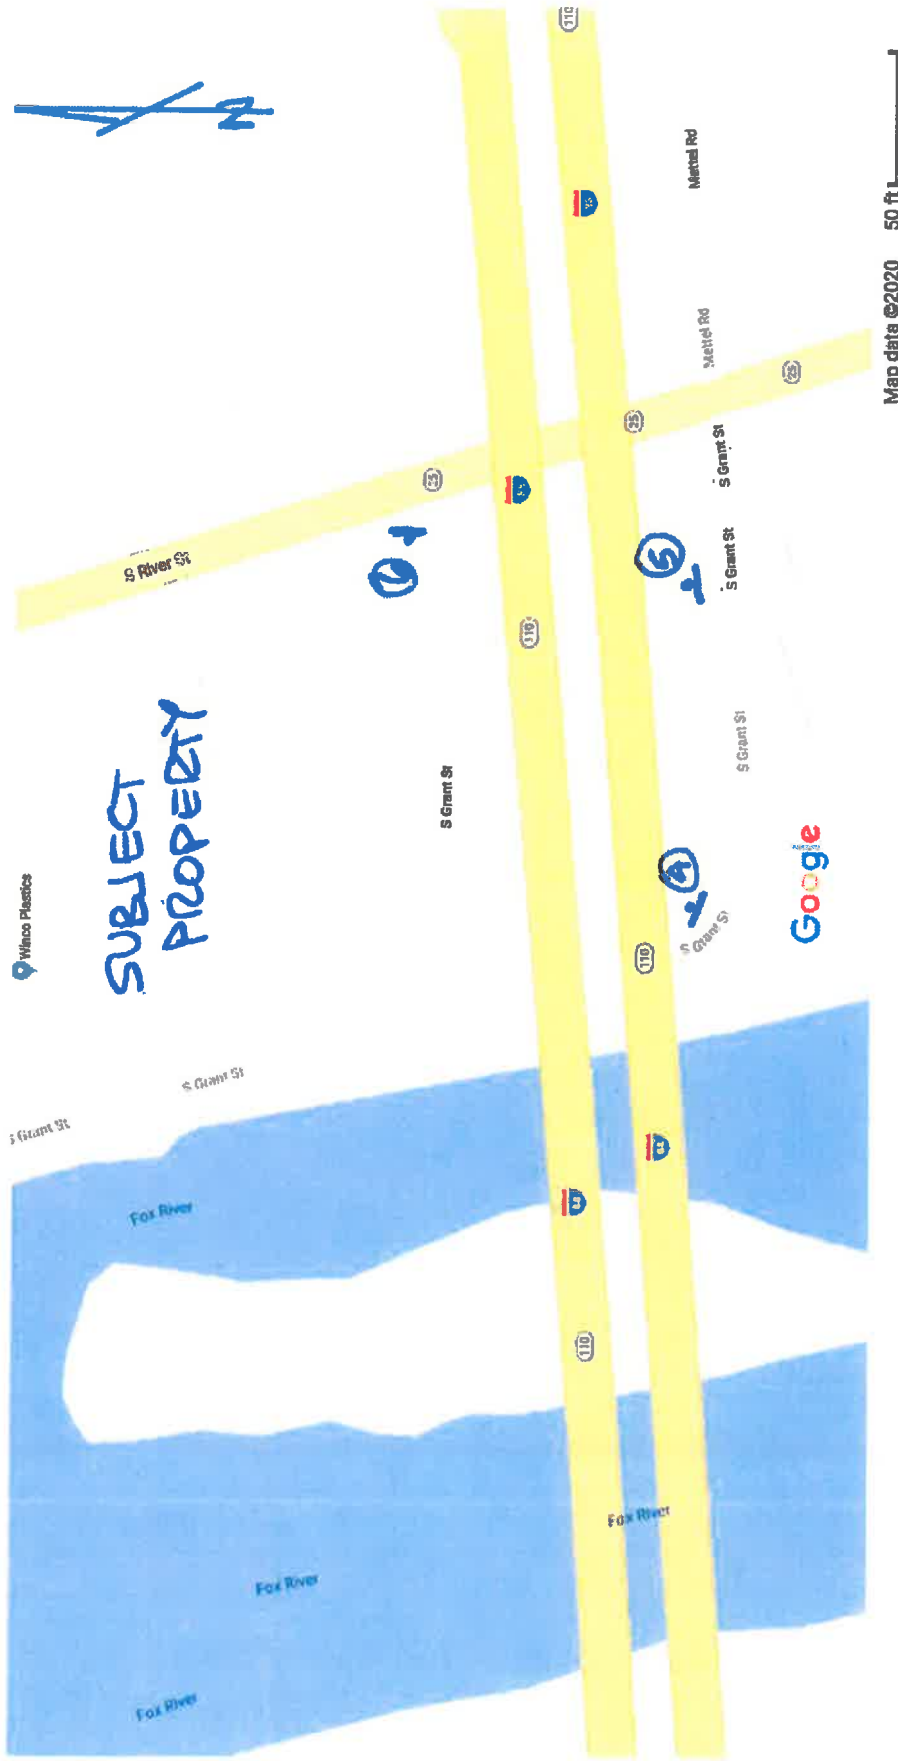 Winco Plastics
S Grant St
S Grant St
SUBJECT
PROPERTY
N
S River St
Fox River
Fox River
Fox River
Fox River
S Grant St
25
110
110
110
110
25
25
5
S Grant St
S Grant St
S Grant St
S Grant St
Mettel Rd
Mettel Rd
Google
Map data ©2020
50 ft